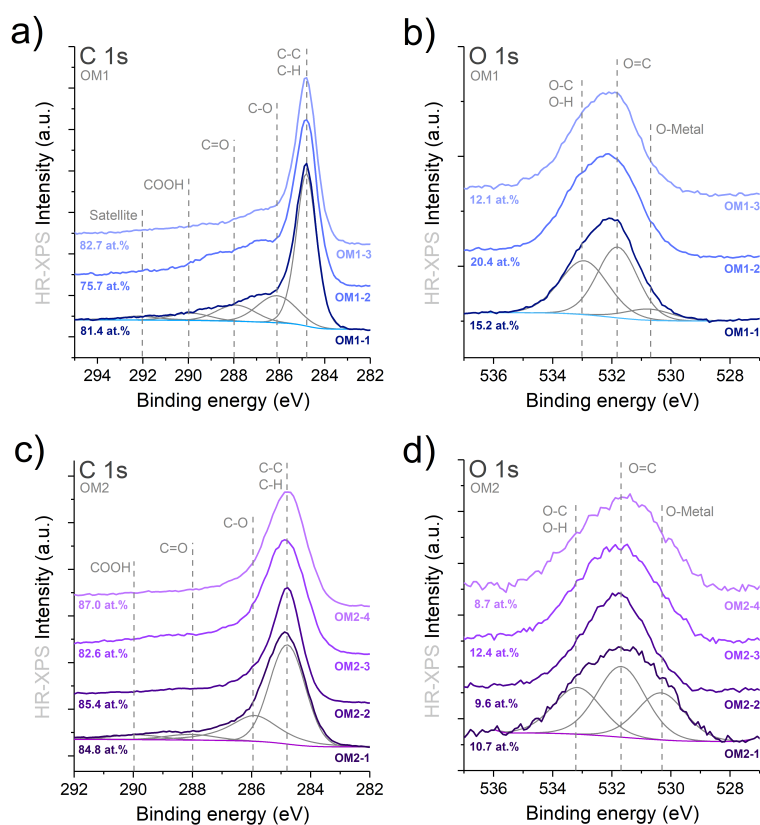 a)
C 1s
OM1
C-C
C-H
C-O
C=O
COOH
Satellite
82.7 at.%
OM1-3
75.7 at.%
OM1-2
81.4 at.%
OM1-1
HR-XPS Intensity (a.u.)
294 292 290 288 286 284 282
Binding energy (eV)
b)
O 1s
OM1
O=C
O-C
O-H
O-Metal
12.1 at.%
OM1-3
20.4 at.%
OM1-2
15.2 at.%
OM1-1
HR-XPS Intensity (a.u.)
536 534 532 530 528
Binding energy (eV)
c)
C 1s
OM2
C-C
C-H
C-O
C=O
COOH
87.0 at.%
OM2-4
82.6 at.%
OM2-3
85.4 at.%
OM2-2
84.8 at.%
OM2-1
HR-XPS Intensity (a.u.)
292 290 288 286 284 282
Binding energy (eV)
d)
O 1s
OM2
O=C
O-C
O-H
O-Metal
8.7 at.%
OM2-4
12.4 at.%
OM2-3
9.6 at.%
OM2-2
10.7 at.%
OM2-1
HR-XPS Intensity (a.u.)
536 534 532 530 528
Binding energy (eV)